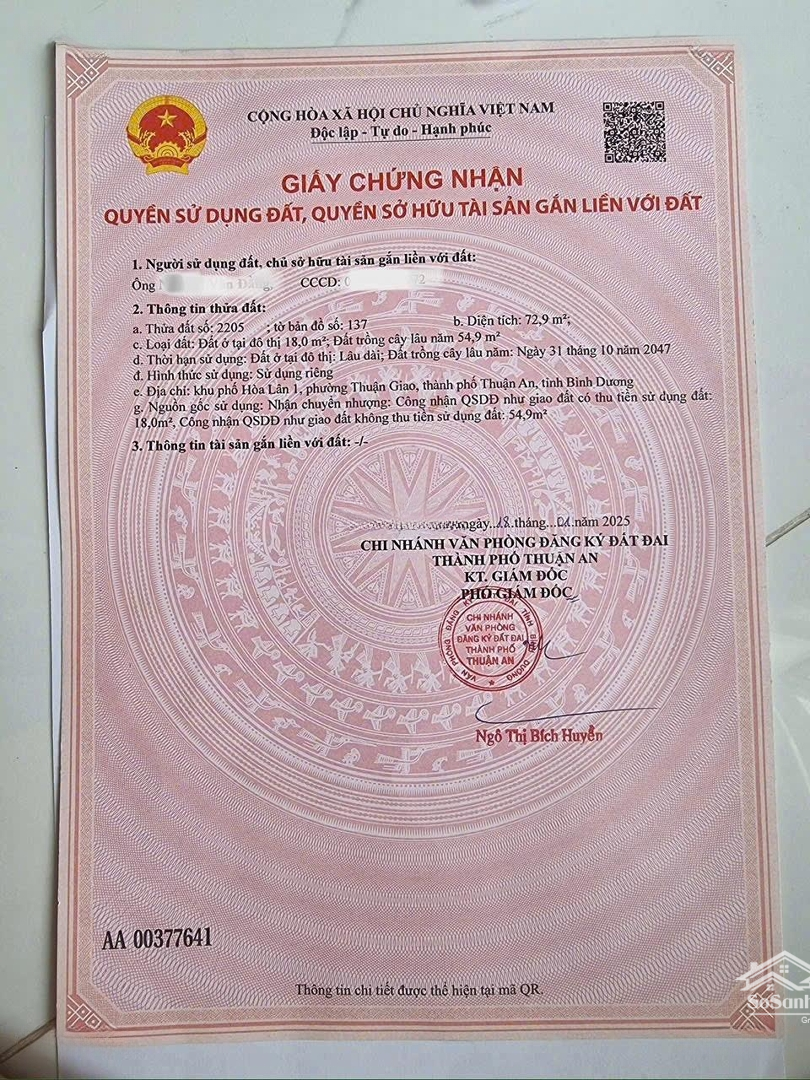 CỘNG HÒA XÃ HỘI CHỦ NGHĨA VIỆT NAM
Độc lập - Tự do - Hạnh phúc
GIẤY CHỨNG NHẬN
QUYỀN SỬ DỤNG ĐẤT, QUYỀN SỞ HỮU TÀI SẢN GẮN LIỀN VỚI ĐẤT
1. Người sử dụng đất, chủ sở hữu tài sản gắn liền với đất:
Ông CCCD:
2. Thông tin thửa đất:
a. Thửa đất số: 2205 ; tờ bản đồ số: 137 b. Diện tích: 72,9 m²;
c. Loại đất: Đất ở tại đô thị 18,0 m²; Đất trồng cây lâu năm 54,9 m²
d. Thời hạn sử dụng: Đất ở tại đô thị: Lâu dài; Đất trồng cây lâu năm: Ngày 31 tháng 10 năm 2047
đ. Hình thức sử dụng: Sử dụng riêng
e. Địa chỉ: khu phố Hòa Lân 1, phường Thuận Giao, thành phố Thuận An, tỉnh Bình Dương
g. Nguồn gốc sử dụng: Nhận chuyển nhượng: Công nhận QSDĐ như giao đất có thu tiền sử dụng đất:
18,0m², Công nhận QSDĐ như giao đất không thu tiền sử dụng đất: 54,9m²
3. Thông tin tài sản gắn liền với đất: -/-
ngày..18.tháng...01.năm 2025
CHI NHÁNH VĂN PHÒNG ĐĂNG KÝ ĐẤT ĐAI
THÀNH PHỐ THUẬN AN
KT. GIÁM ĐỐC
PHÓ GIÁM ĐỐC
VĂN PHÒNG ĐĂNG KÝ ĐẤT ĐAI TỈNH BÌNH DƯƠNG
CHI NHÁNH
VĂN PHÒNG
ĐĂNG KÝ ĐẤT ĐAI
THÀNH PHỐ
THUẬN AN
Ngô Thị Bích Huyền
AA 00377641
Thông tin chi tiết được thể hiện tại mã QR.
SoSanh